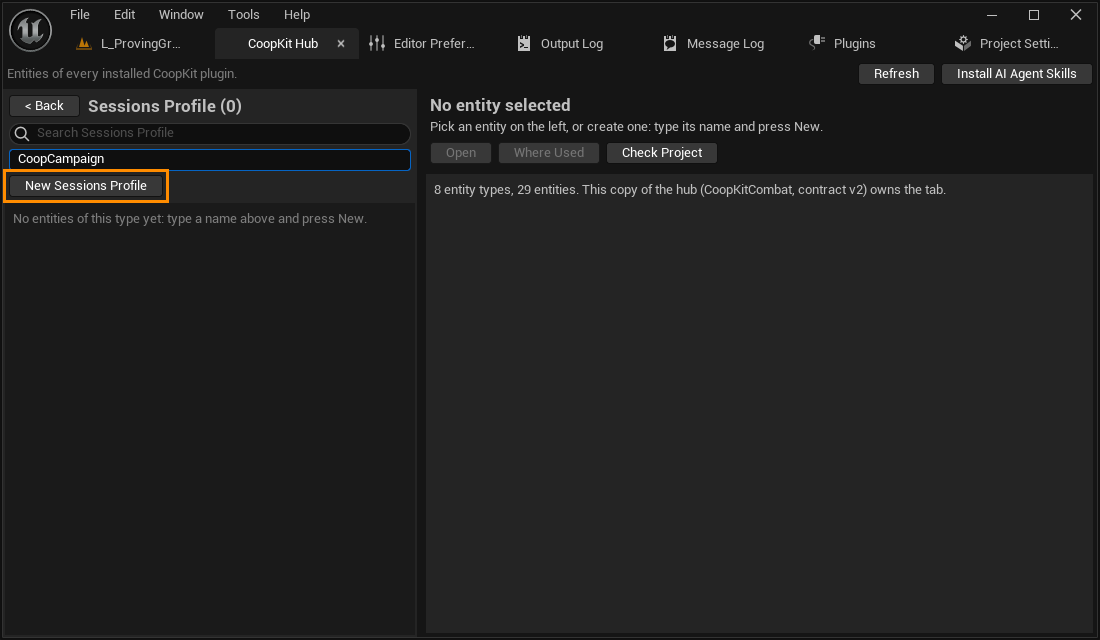 File Edit Window Tools Help
L_ProvingGr...
CoopKit Hub
Editor Prefer...
Output Log
Message Log
Plugins
Project Setti...
Entities of every installed CoopKit plugin.
Refresh
Install AI Agent Skills
< Back
Sessions Profile (0)
Search Sessions Profile
CoopCampaign
New Sessions Profile
No entities of this type yet: type a name above and press New.
No entity selected
Pick an entity on the left, or create one: type its name and press New.
Open
Where Used
Check Project
8 entity types, 29 entities. This copy of the hub (CoopKitCombat, contract v2) owns the tab.